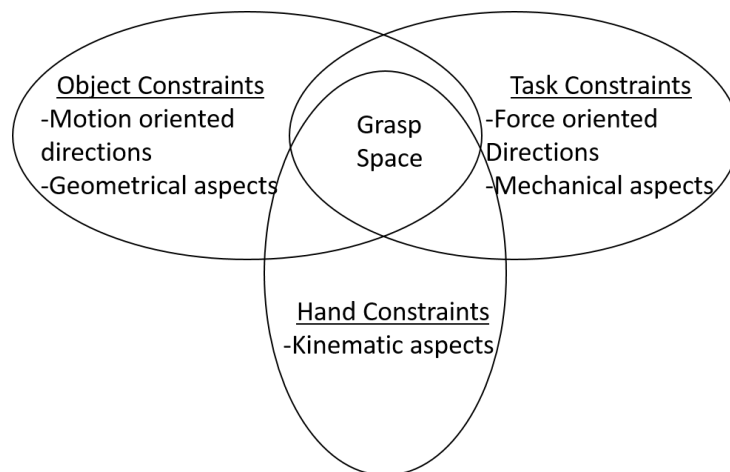 Object Constraints
-Motion oriented
directions
-Geometrical aspects
Grasp
Space
Task Constraints
-Force oriented
Directions
-Mechanical aspects
Hand Constraints
-Kinematic aspects